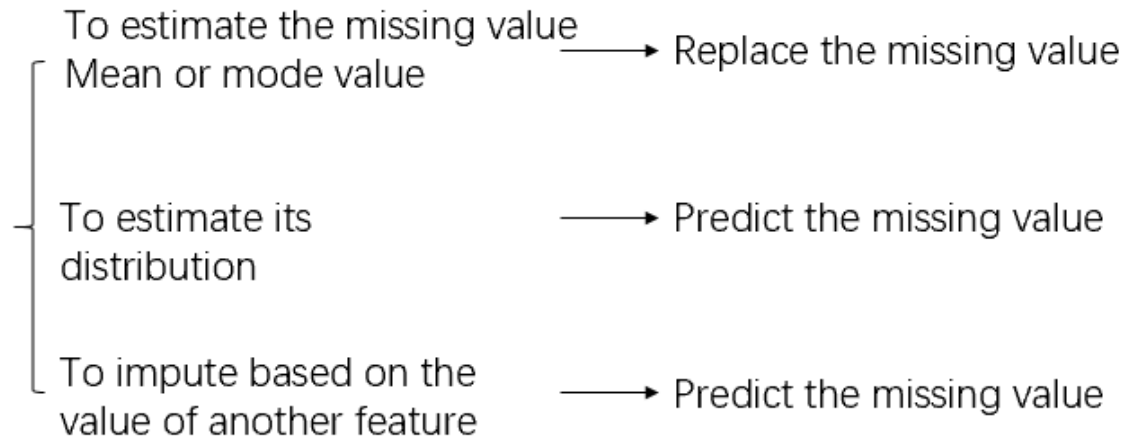 To estimate the missing value
Mean or mode value
Replace the missing value
To estimate its
distribution
Predict the missing value
To impute based on the
value of another feature
Predict the missing value